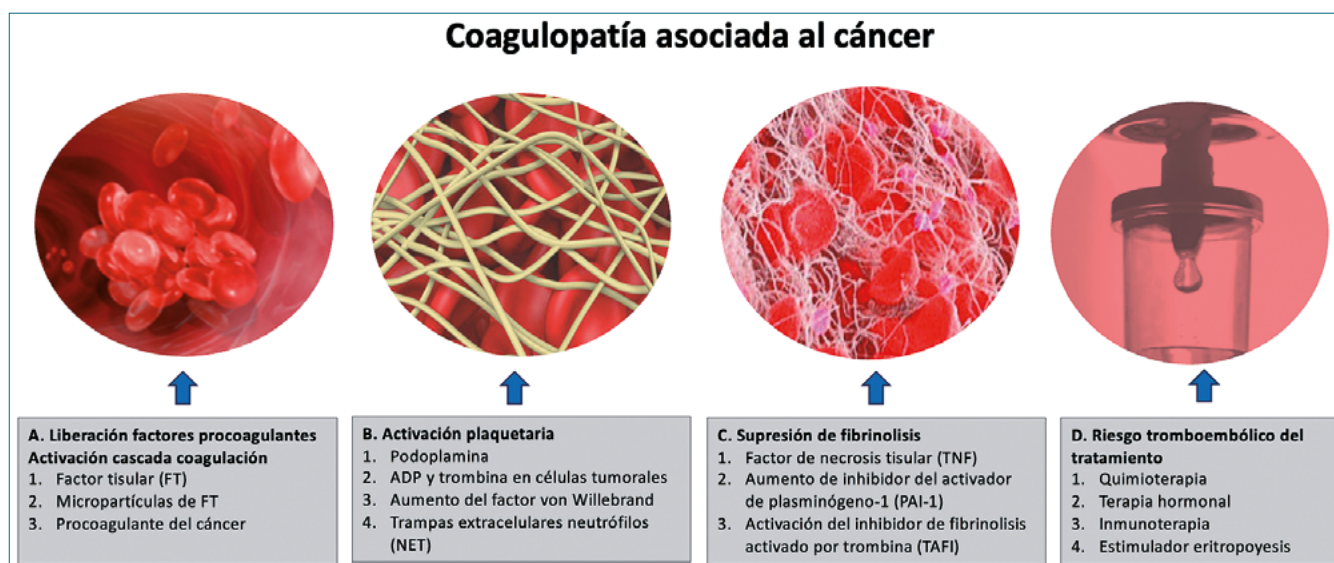 Coagulopatía asociada al cáncer
A. Liberación factores procoagulantes
Activación cascada coagulación
1. Factor tisular (FT)
2. Micropartículas de FT
3. Procoagulante del cáncer
B. Activación plaquetaria
1. Podoplamina
2. ADP y trombina en células tumorales
3. Aumento del factor von Willebrand
4. Trampas extracelulares neutrófilos
(NET)
C. Supresión de fibrinolisis
1. Factor de necrosis tisular (TNF)
2. Aumento de inhibidor del activador
de plasminógeno-1 (PAI-1)
3. Activación del inhibidor de fibrinolisis
activado por trombina (TAFI)
D. Riesgo tromboembólico del
tratamiento
1. Quimioterapia
2. Terapia hormonal
3. Inmunoterapia
4. Estimulador eritropoyesis